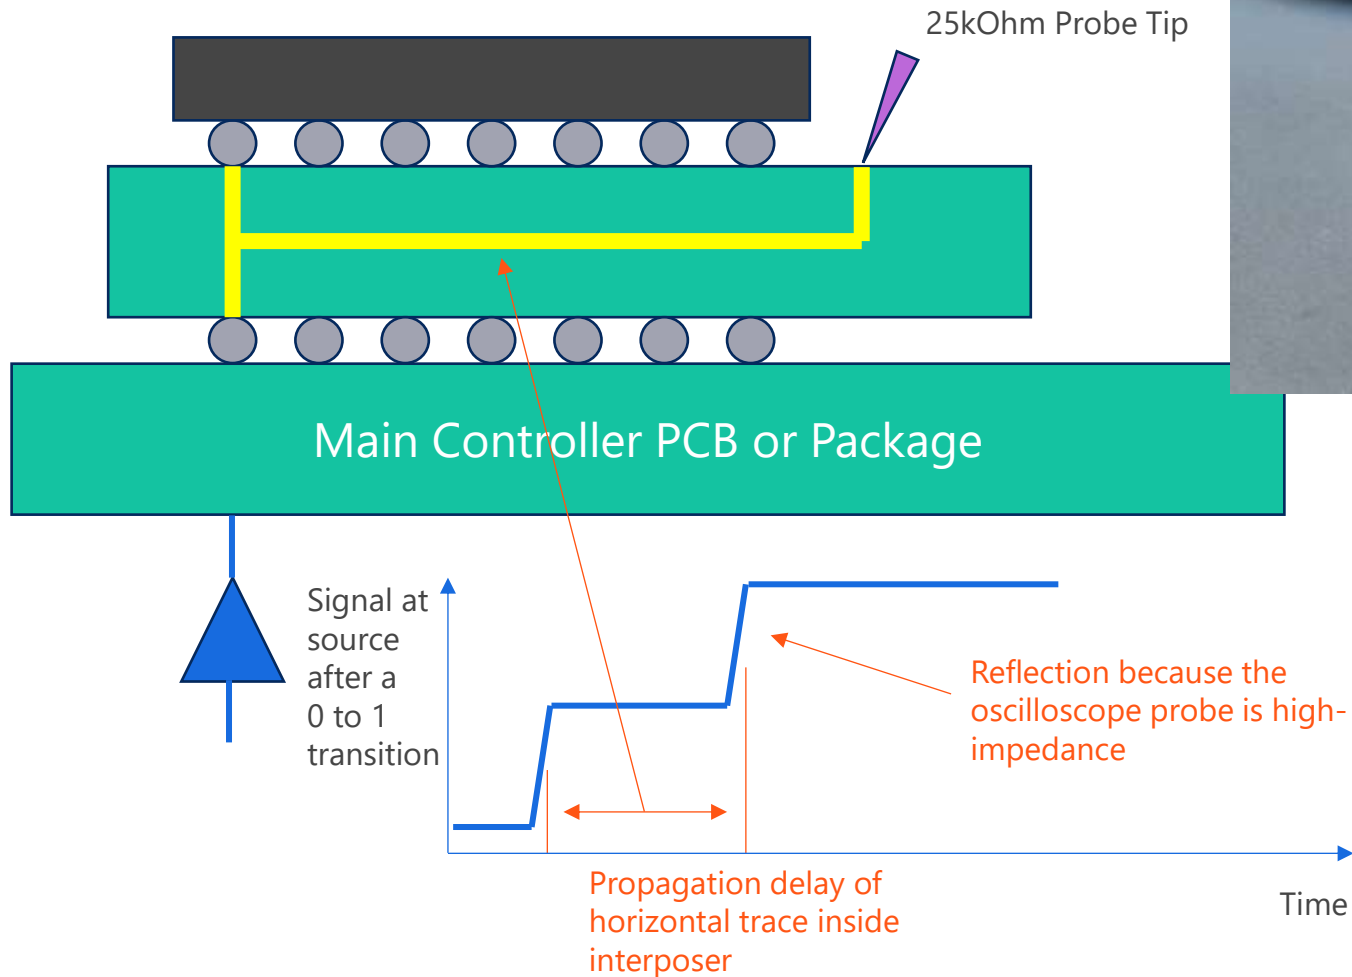 25kOhm Probe Tip
Main Controller PCB or Package
Signal at
source
after a
0 to 1
transition
Reflection because the
oscilloscope probe is high-
impedance
Propagation delay of
horizontal trace inside
interposer
Time